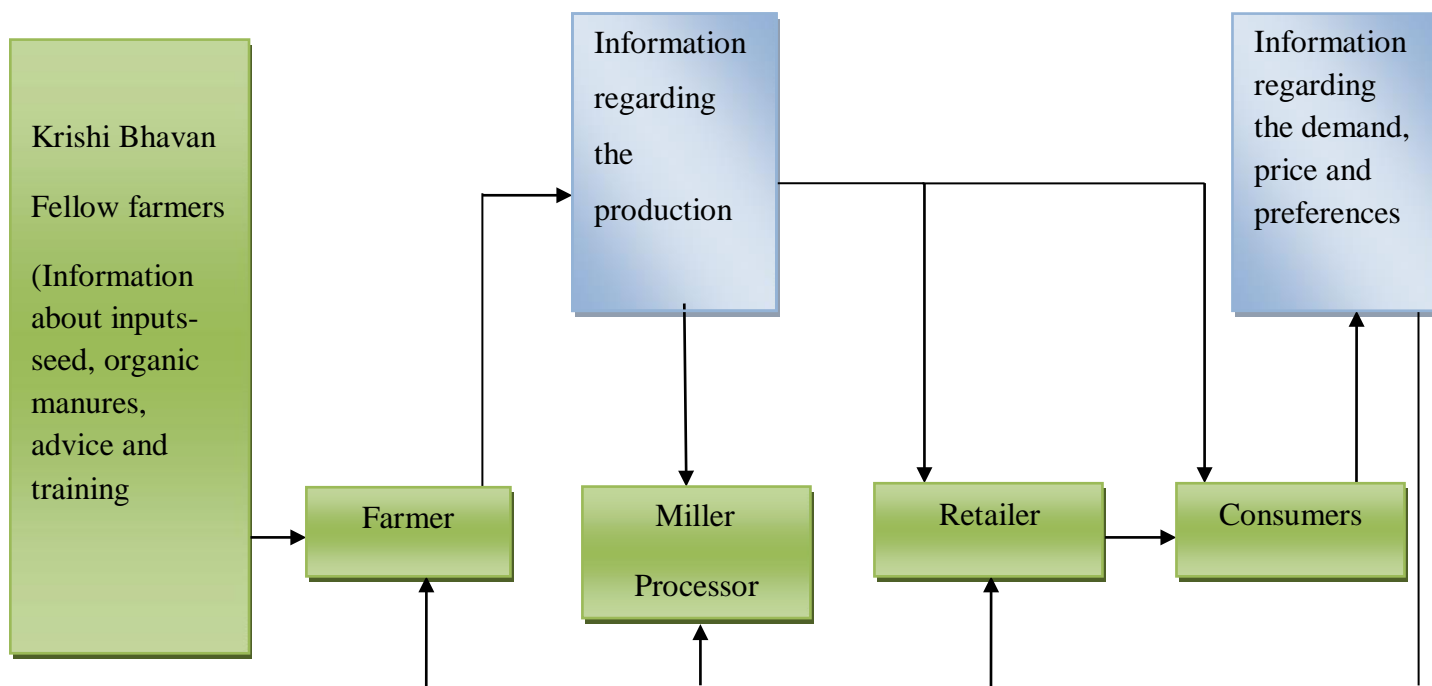 Krishi Bhavan
Fellow farmers
(Information
about inputs-
seed, organic
manures,
advice and
training
Farmer
Information
regarding
the
production
Miller
Processor
Retailer
Consumers
Information
regarding
the demand,
price and
preferences